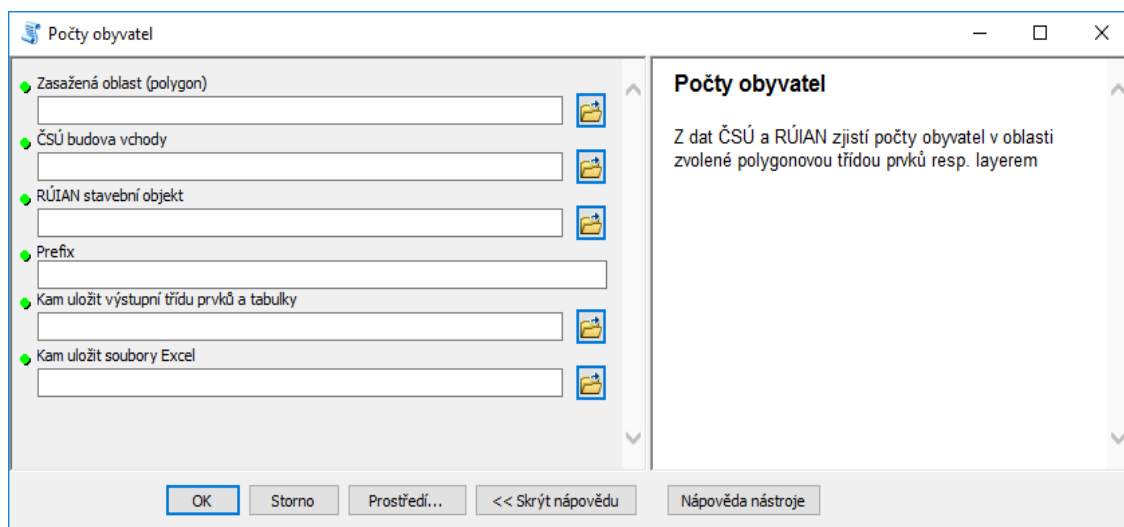 Počty obyvatel
Zasažená oblast (polygon)
ČSÚ budova vchody
RÚIAN stavební objekt
Prefix
Kam uložit výstupní třídu prvků a tabulky
Kam uložit soubory Excel
Počty obyvatel
Z dat ČSÚ a RÚIAN zjistí počty obyvatel v oblasti
zvolené polygonovou třídou prvků resp. layerem
OK
Storno
Prostředí...
<< Skrýt nápovědu
Nápověda nástroje